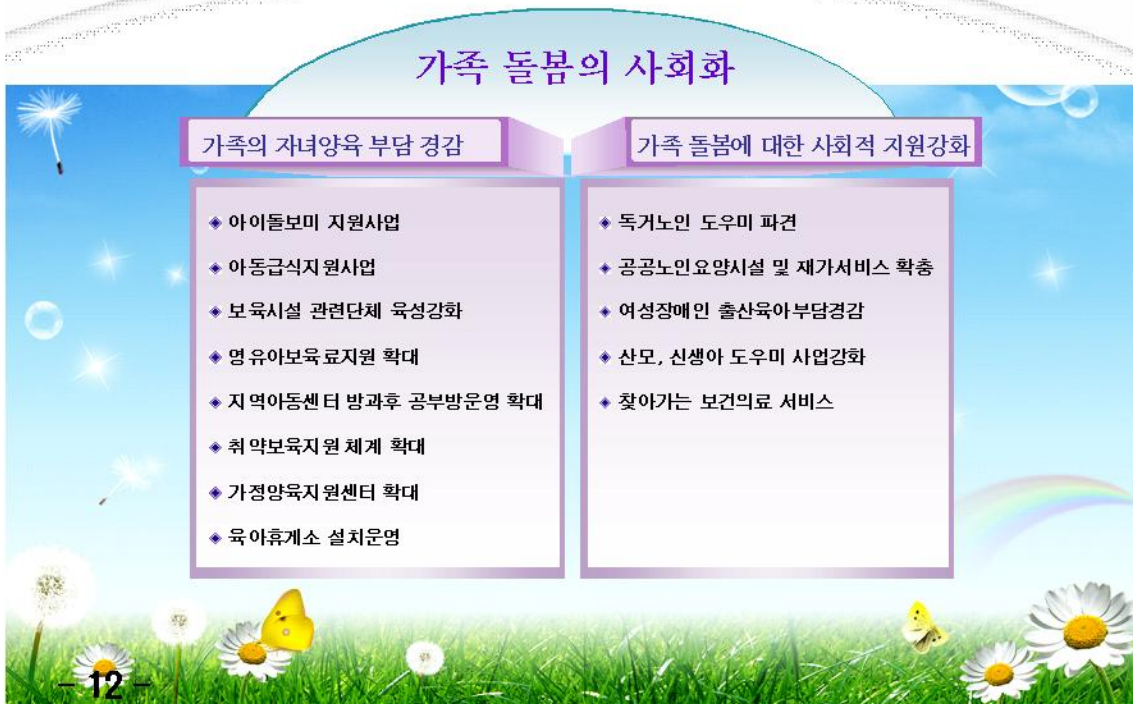 가족 돌봄의 사회화
가족의 자녀양육 부담 경감
아이돌보미 지원사업
아동급식지원사업
보육시설 관련단체 육성강화
영유아보육료지원 확대
지역아동센터 방과후 공부방운영 확대
취약보육지원 체계 확대
가정양육지원센터 확대
육아휴게소 설치운영
가족 돌봄에 대한 사회적 지원강화
독거노인 도우미 파견
공공노인요양시설 및 재가서비스 확충
여성장애인 출산육아부담경감
산모, 신생아 도우미 사업강화
찾아가는 보건의료 서비스
- 12 -